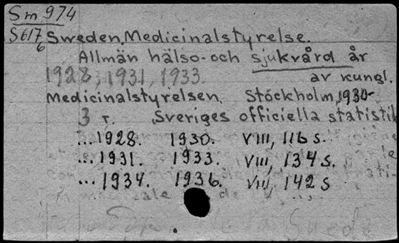 Sm 974
S617
6
Sweden, Medicinalstyrelse.
Allmän hälso- och sjukvård år
1928, 1931, 1933 av kungl.
Medicinalstyrelsen. Stockholm, 1930-
3 т. Sveriges officiella statistik
... 1928. 1930. VIII, 116 s.
... 1931. 1933. VIII, 134 s.
... 1934. 1936. VIII, 142 s